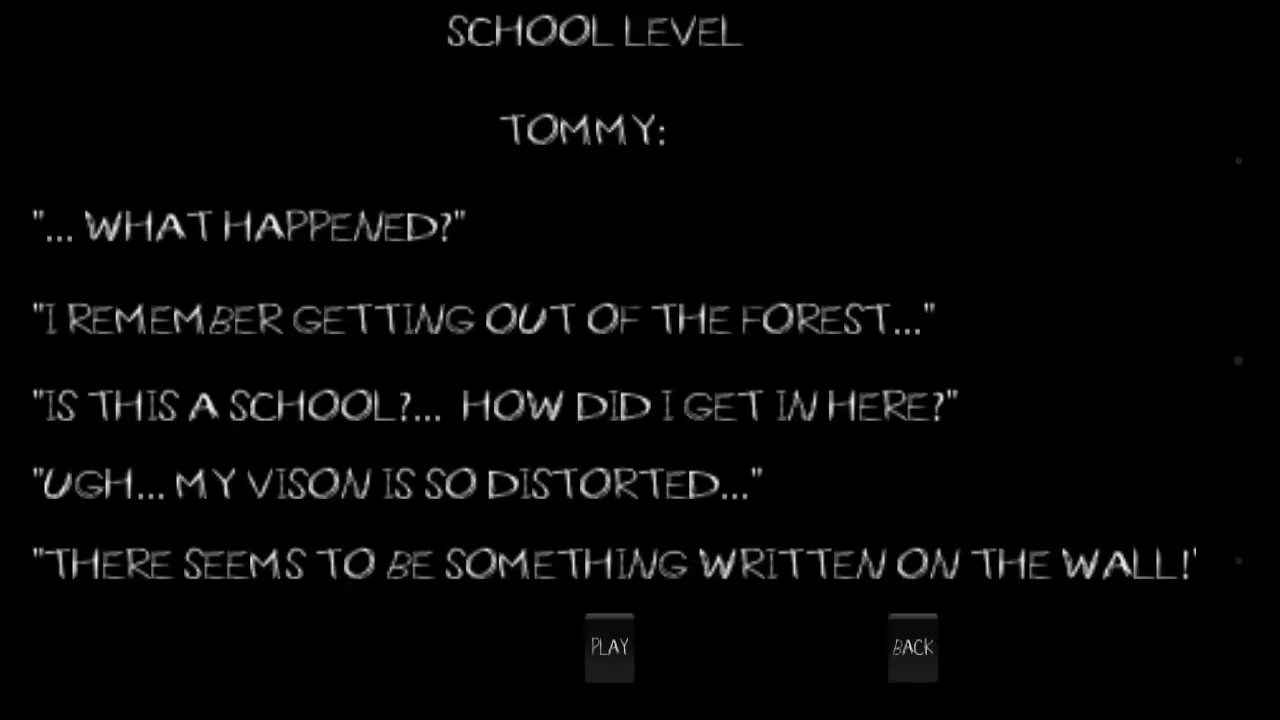 SCHOOL LEVEL
TOMMY:
"... WHAT HAPPENED?"
"I REMEMBER GETTING OUT OF THE FOREST..."
"IS THIS A SCHOOL?... HOW DID I GET IN HERE?"
"UGH... MY VISON IS SO DISTORTED..."
"THERE SEEMS TO BE SOMETHING WRITTEN ON THE WALL!'
PLAY BACK